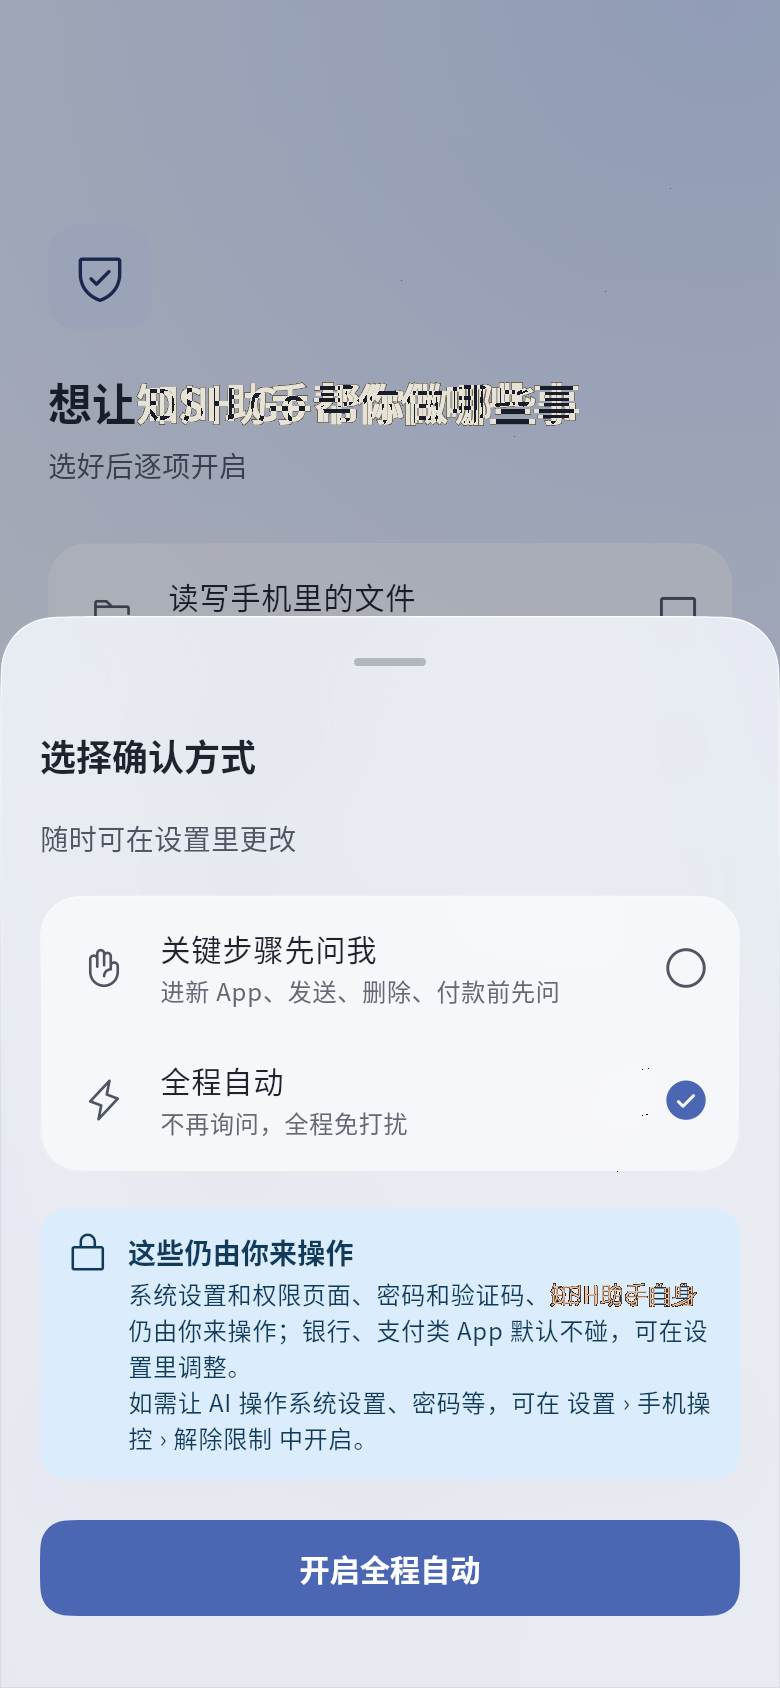 想让
选好后逐项开启
读写手机里的文件
选择确认方式
随时可在设置里更改
关键步骤先问我
进新 App、发送、删除、付款前先问
全程自动
不再询问，全程免打扰
这些仍由你来操作
系统设置和权限页面、密码和验证码、
仍由你来操作；银行、支付类 App 默认不碰，可在设
置里调整。
如需让 AI 操作系统设置、密码等，可在 设置 › 手机操
控 › 解除限制 中开启。
开启全程自动